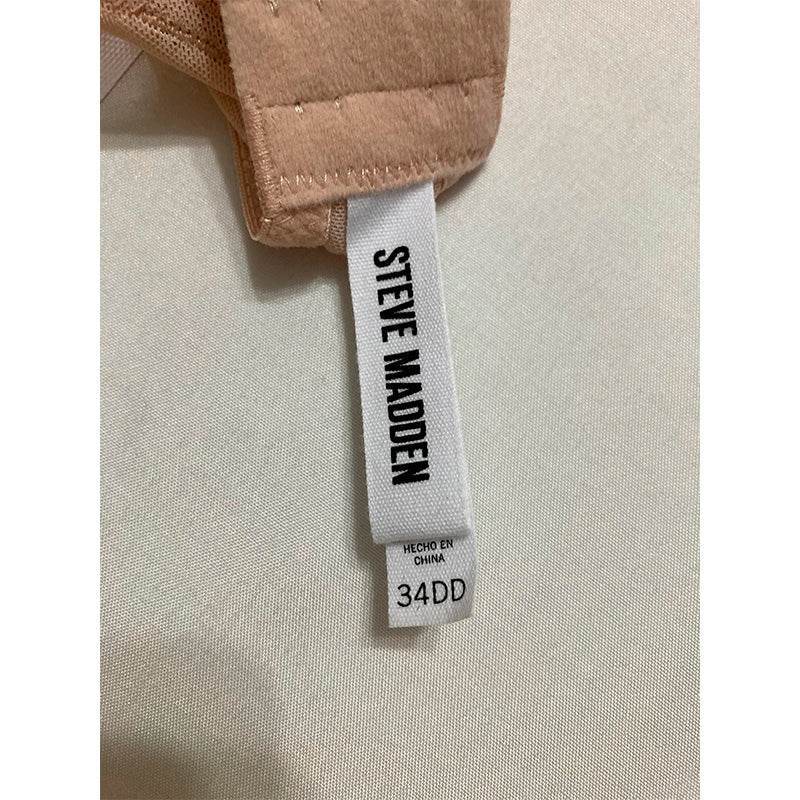 STEVE MADDEN
HECHO EN
CHINA
34DD